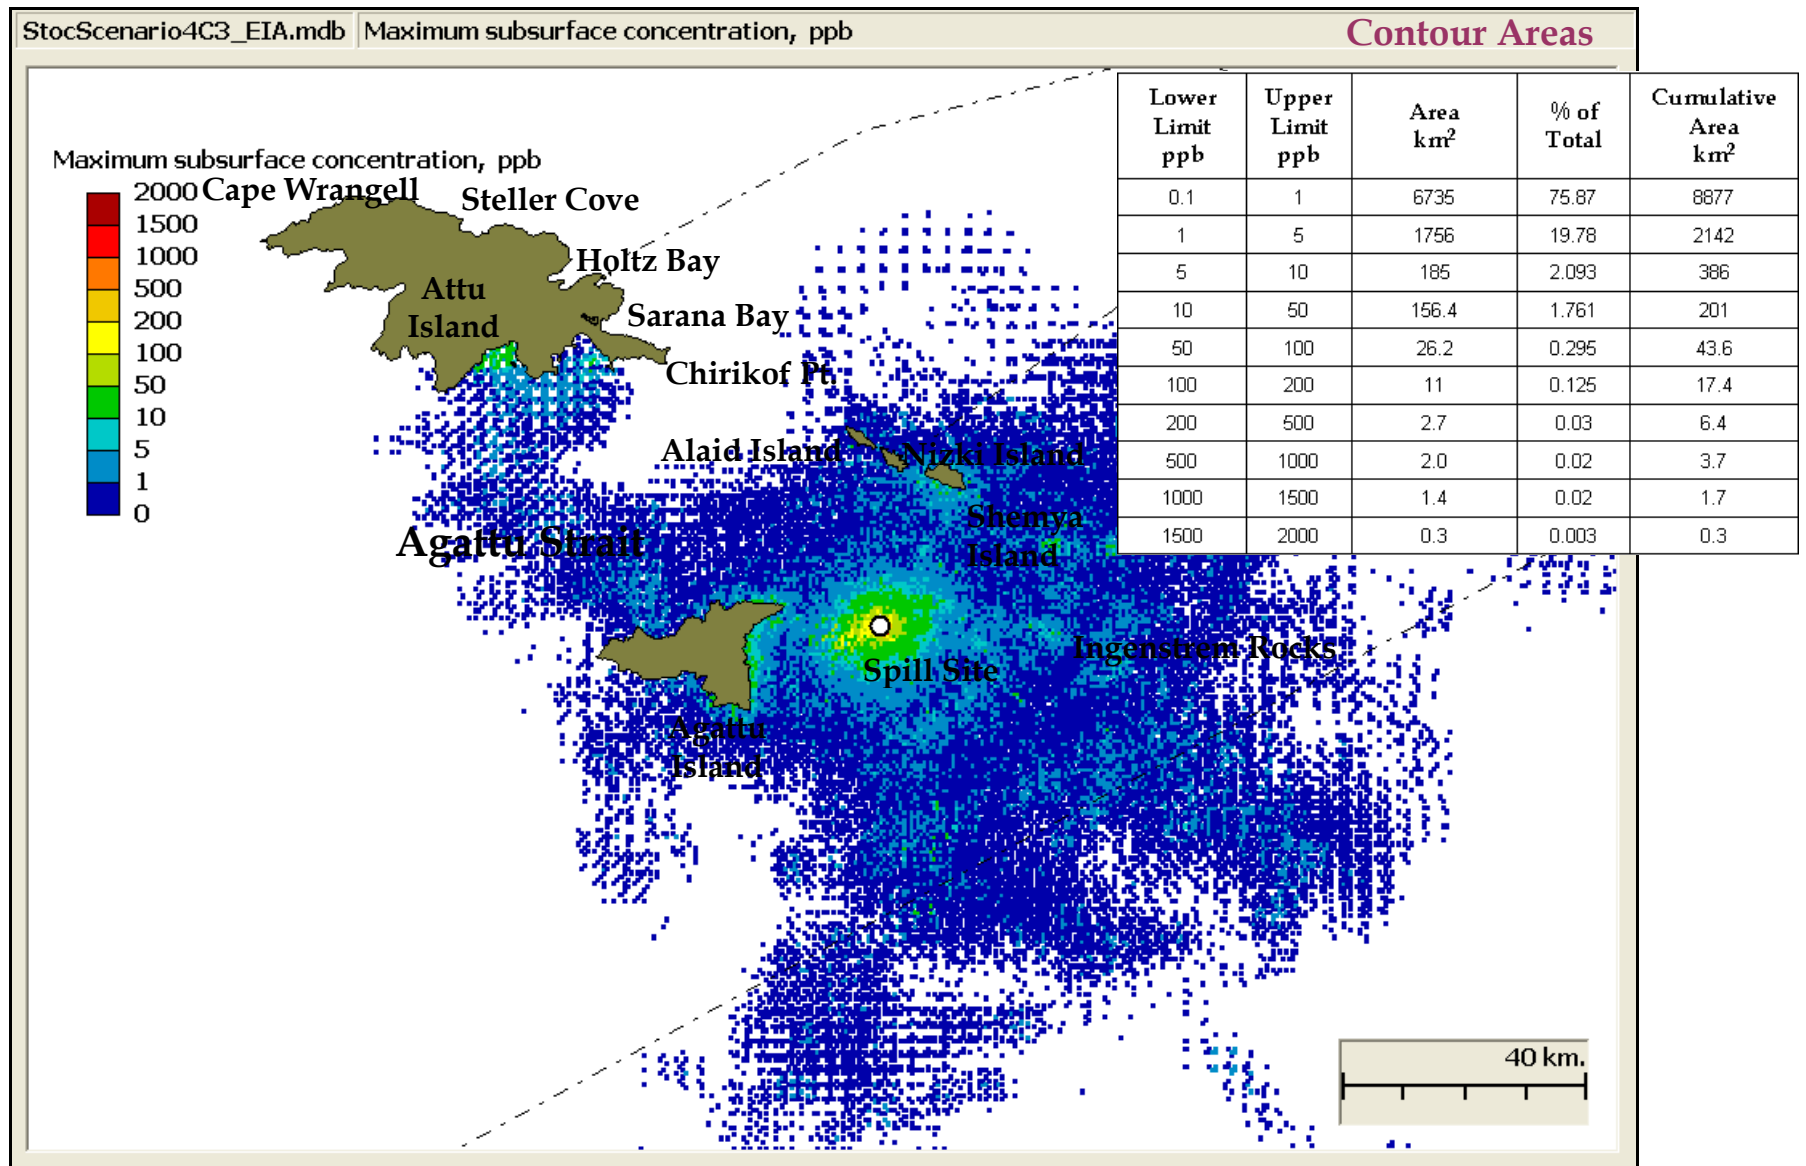 StocScenario4C3_EIA.mdb Maximum subsurface concentration, ppb Contour Areas
Lower Limit ppb Upper Limit ppb Area km² % of Total Cumulative Area km²
0.1 1 6735 75.87 8877
1 5 1756 19.78 2142
5 10 185 2.093 386
10 50 156.4 1.761 201
50 100 26.2 0.295 43.6
100 200 11 0.125 17.4
200 500 2.7 0.03 6.4
500 1000 2.0 0.02 3.7
1000 1500 1.4 0.02 1.7
1500 2000 0.3 0.003 0.3
Maximum subsurface concentration, ppb
2000
1500
1000
500
200
100
50
10
5
1
0
Cape Wrangell
Steller Cove
Holtz Bay
Attu
Island
Sarana Bay
Chirikof Pt.
Alaid Island
Nizki Island
Shemya
Island
Agattu Strait
Ingenstrem Rocks
Spill Site
Agattu
Island
40 km.